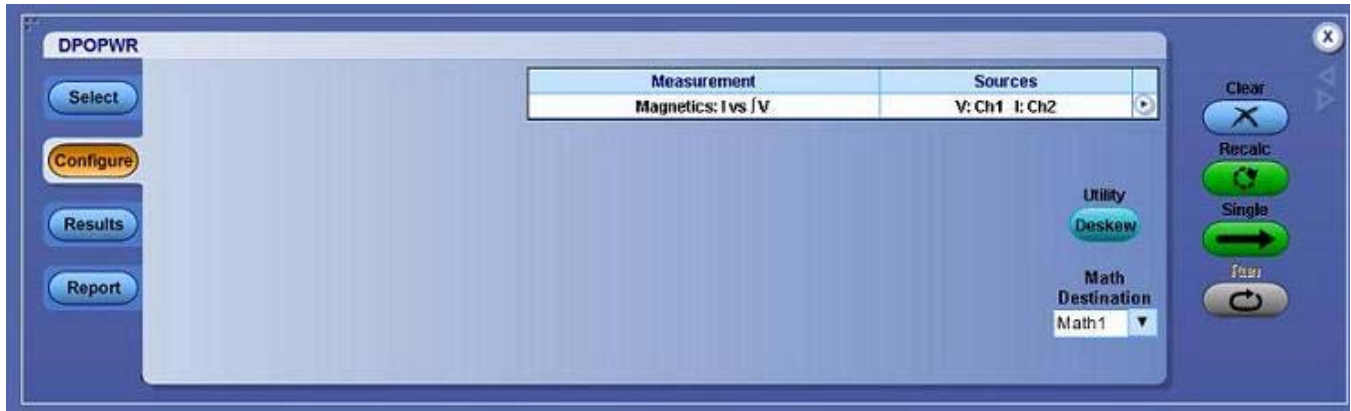 DPOPWR
Select
Configure
Results
Report
Measurement Sources
Magnetics: I vs ∫V V: Ch1 I: Ch2
Utility
Deskew
Math
Destination
Math1
X
Clear
Recalc
Single